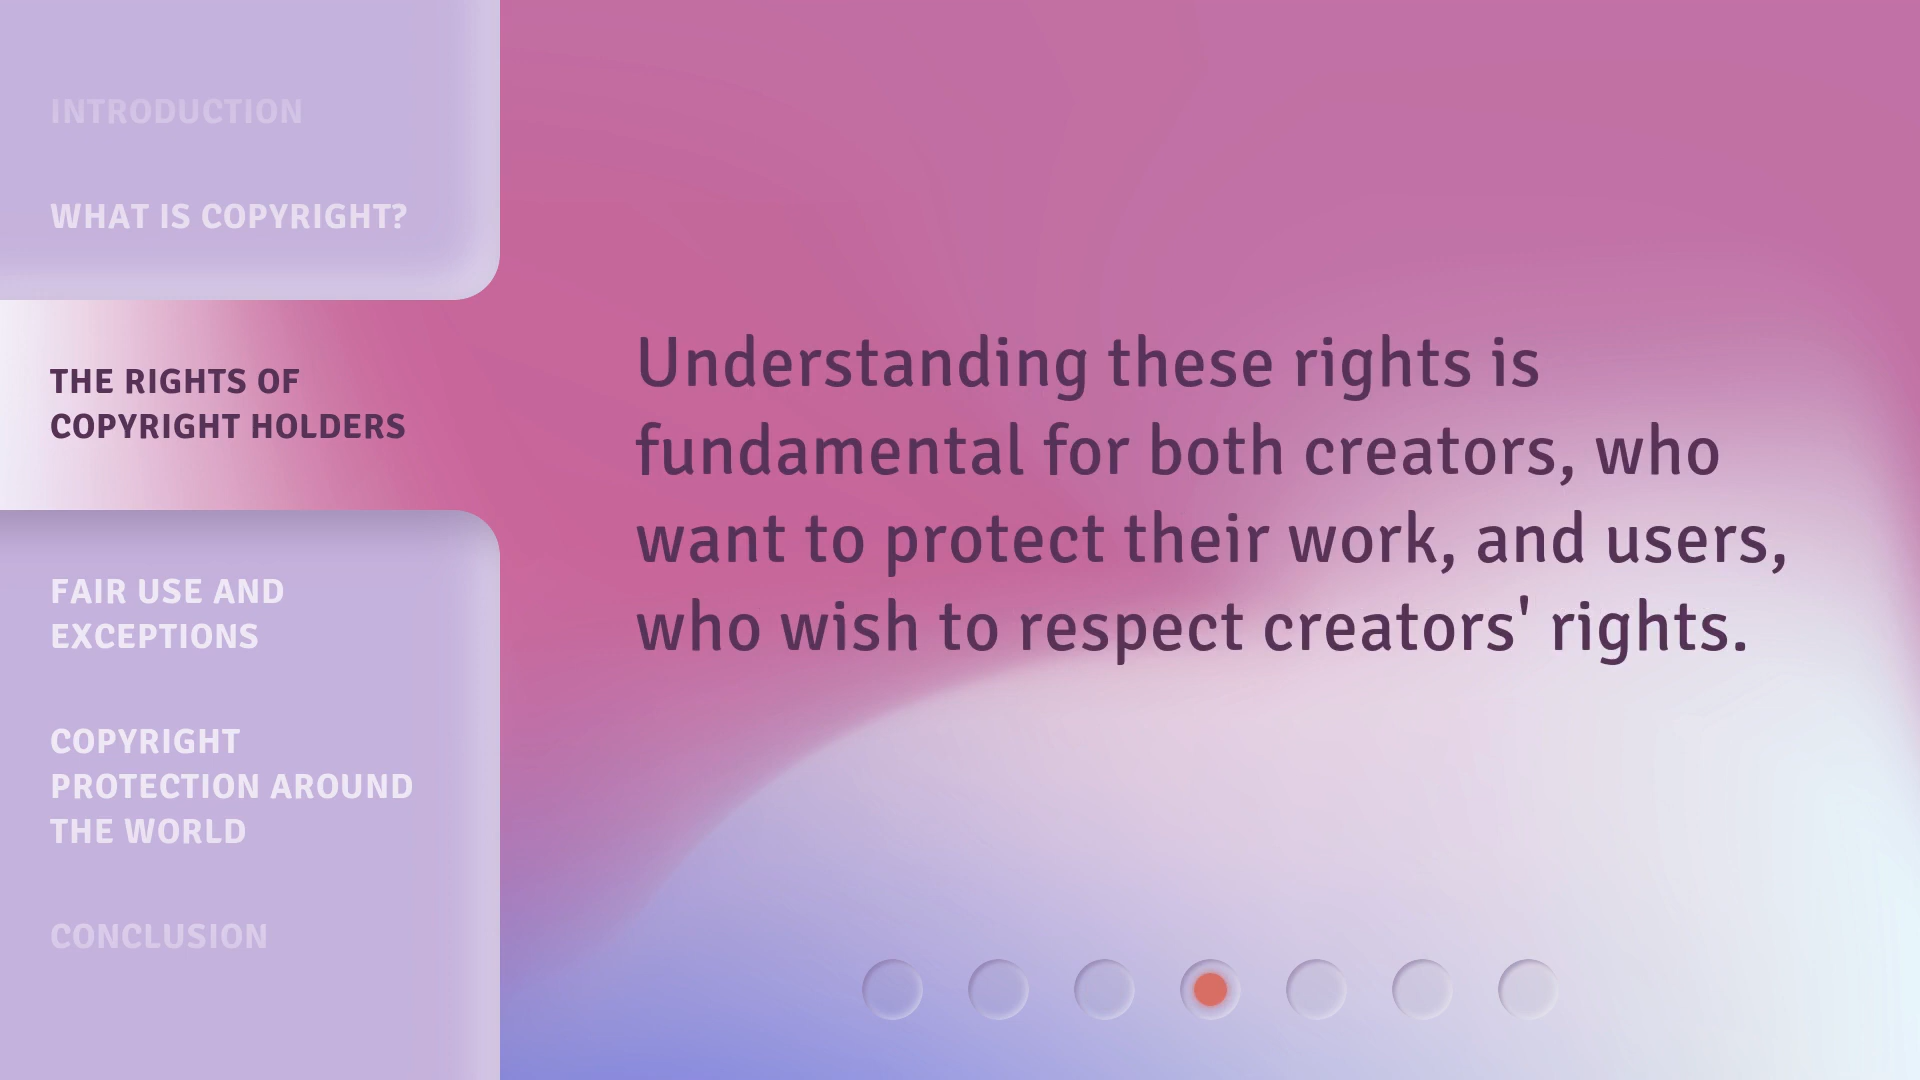 INTRODUCTION
WHAT IS COPYRIGHT?
THE RIGHTS OF
COPYRIGHT HOLDERS
FAIR USE AND
EXCEPTIONS
COPYRIGHT
PROTECTION AROUND
THE WORLD
CONCLUSION
Understanding these rights is
fundamental for both creators, who
want to protect their work, and users,
who wish to respect creators' rights.